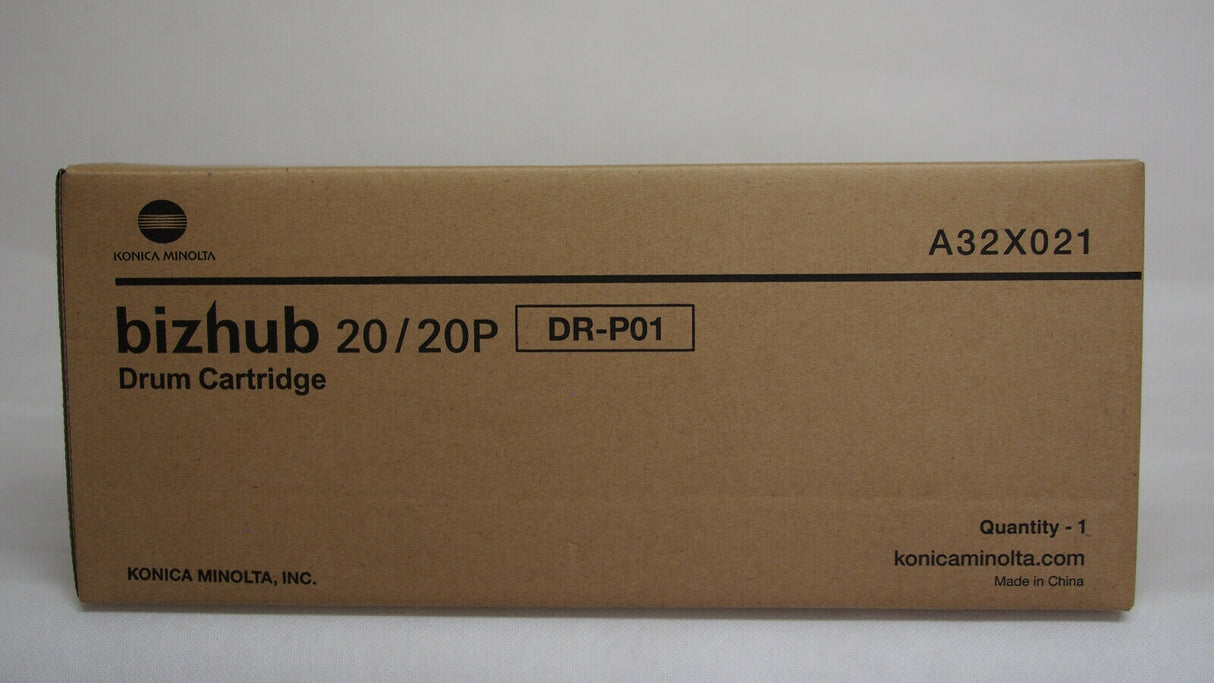 KONICA MINOLTA
A32X021
bizhub 20/20P DR-P01
Drum Cartridge
Quantity - 1
konicaminolta.com
Made in China
KONICA MINOLTA, INC.